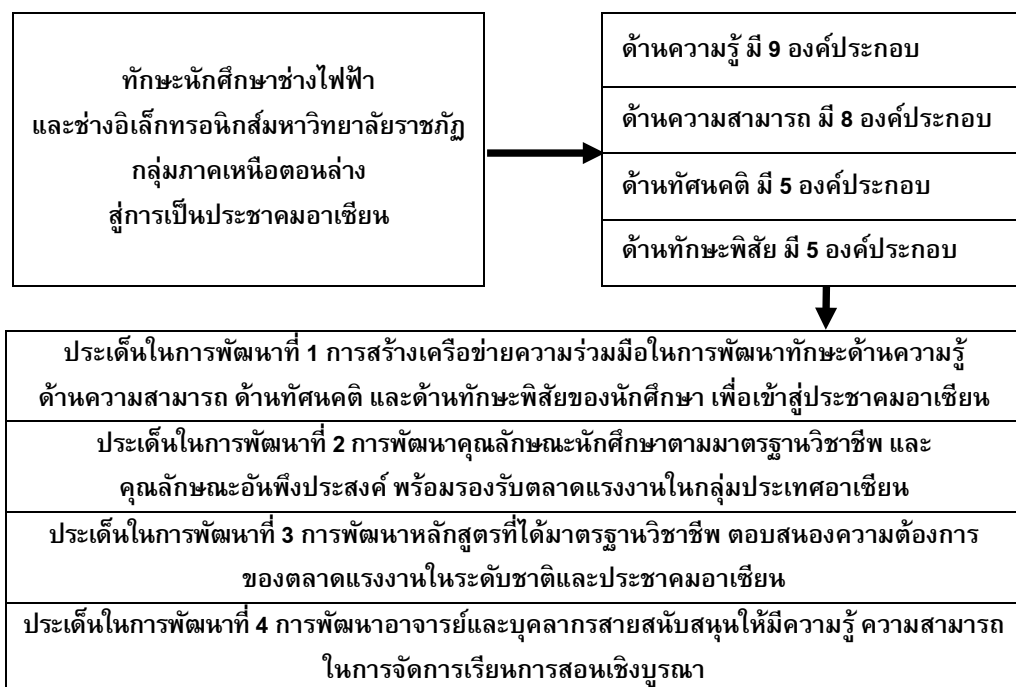 ทักษะนักศึกษาช่างไฟฟ้า
และช่างอิเล็กทรอนิกส์มหาวิทยาลัยราชภัฏ
กลุ่มภาคเหนือตอนล่าง
สู่การเป็นประชาคมอาเซียน
ด้านความรู้ มี 9 องค์ประกอบ
ด้านความสามารถ มี 8 องค์ประกอบ
ด้านทัศนคติ มี 5 องค์ประกอบ
ด้านทักษะพิสัย มี 5 องค์ประกอบ
ประเด็นในการพัฒนาที่ 1 การสร้างเครือข่ายความร่วมมือในการพัฒนาทักษะด้านความรู้
ด้านความสามารถ ด้านทัศนคติ และด้านทักษะพิสัยของนักศึกษา เพื่อเข้าสู่ประชาคมอาเซียน
ประเด็นในการพัฒนาที่ 2 การพัฒนาคุณลักษณะนักศึกษาตามมาตรฐานวิชาชีพ และ
คุณลักษณะอันพึงประสงค์ พร้อมรองรับตลาดแรงงานในกลุ่มประเทศอาเซียน
ประเด็นในการพัฒนาที่ 3 การพัฒนาหลักสูตรที่ได้มาตรฐานวิชาชีพ ตอบสนองความต้องการ
ของตลาดแรงงานในระดับชาติและประชาคมอาเซียน
ประเด็นในการพัฒนาที่ 4 การพัฒนาอาจารย์และบุคลากรสายสนับสนุนให้มีความรู้ ความสามารถ
ในการจัดการเรียนการสอนเชิงบูรณา